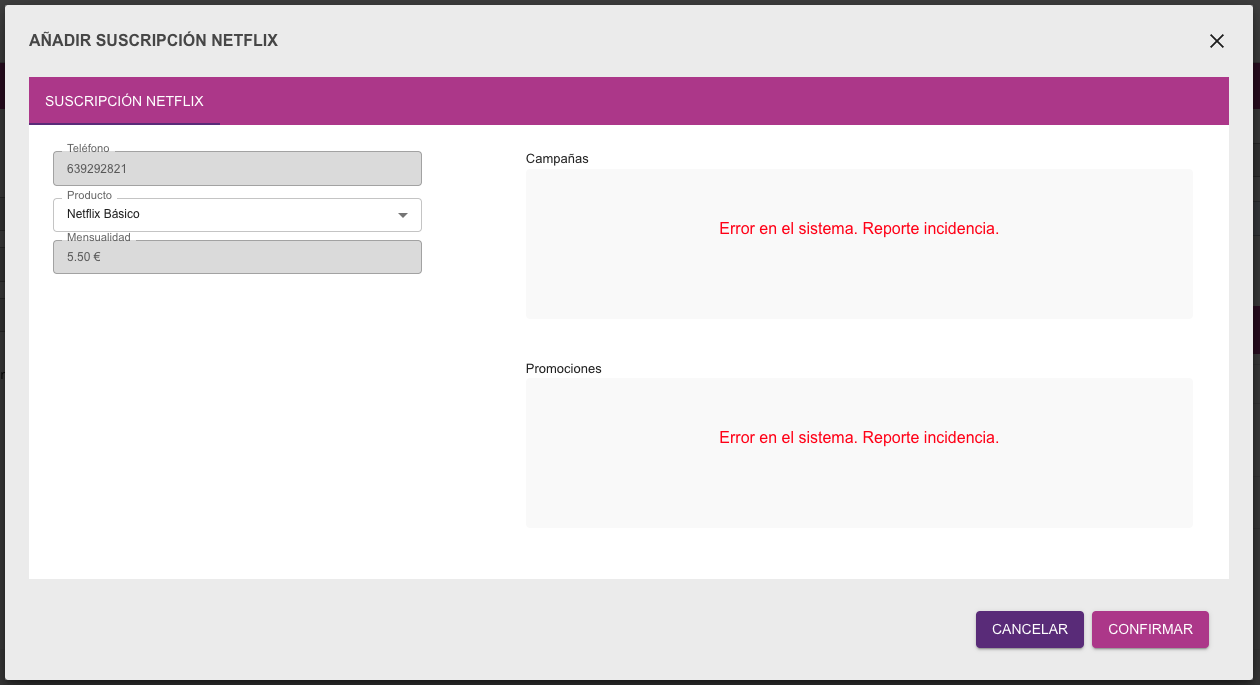 AÑADIR SUSCRIPCIÓN NETFLIX
SUSCRIPCIÓN NETFLIX
Teléfono
639292821
Producto
Netflix Básico
Mensualidad
5.50 €
Campañas
Error en el sistema. Reporte incidencia.
Promociones
Error en el sistema. Reporte incidencia.
CANCELAR
CONFIRMAR